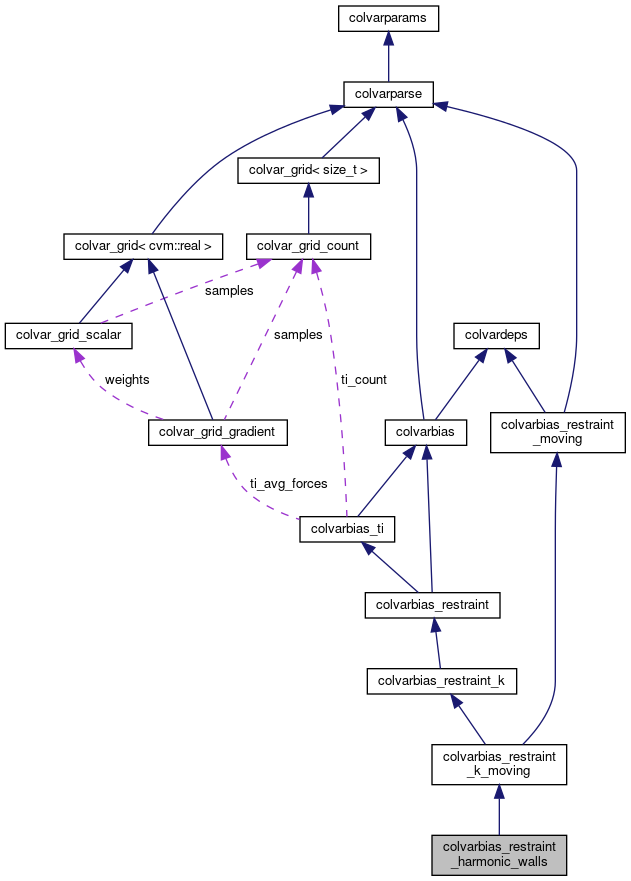 colvarparams
colvarparse
colvar_grid< size_t >
colvar_grid< cvm::real >
colvar_grid_count
samples
colvar_grid_scalar
samples
colvardeps
weights
ti_count
colvar_grid_gradient
colvarbias
colvarbias_restraint
_moving
ti_avg_forces
colvarbias_ti
colvarbias_restraint
colvarbias_restraint_k
colvarbias_restraint
_k_moving
colvarbias_restraint
_harmonic_walls